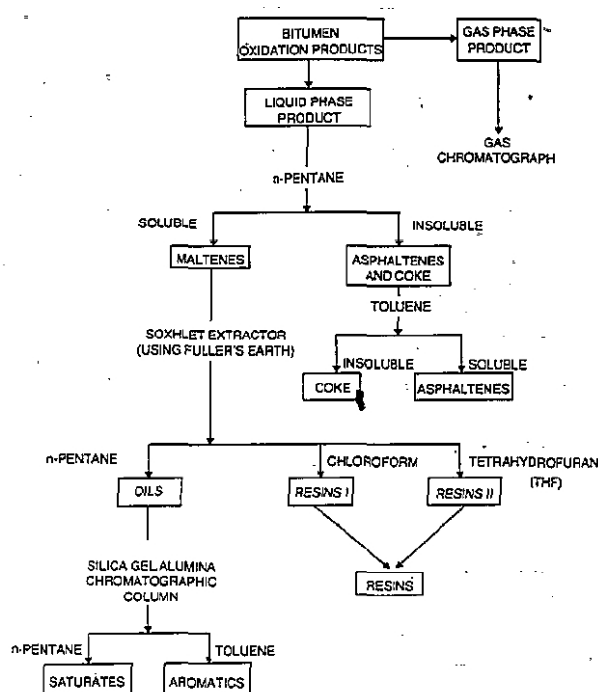 BITUMEN
OXIDATION PRODUCTS
GAS PHASE
PRODUCT
LIQUID PHASE
PRODUCT
GAS
CHROMATOGRAPH
n-PENTANE
SOLUBLE
INSOLUBLE
MALTENES
ASPHALTENES
AND COKE
TOLUENE
SOXHLET EXTRACTOR
(USING FULLER'S EARTH)
INSOLUBLE
SOLUBLE
COKE
ASPHALTENES
n-PENTANE
CHLOROFORM
TETRAHYDROFURAN
(THF)
OILS
RESINS I
RESINS II
SILICA GEL ALUMINA
CHROMATOGRAPHIC
COLUMN
RESINS
n-PENTANE
TOLUENE
SATURATES
AROMATICS